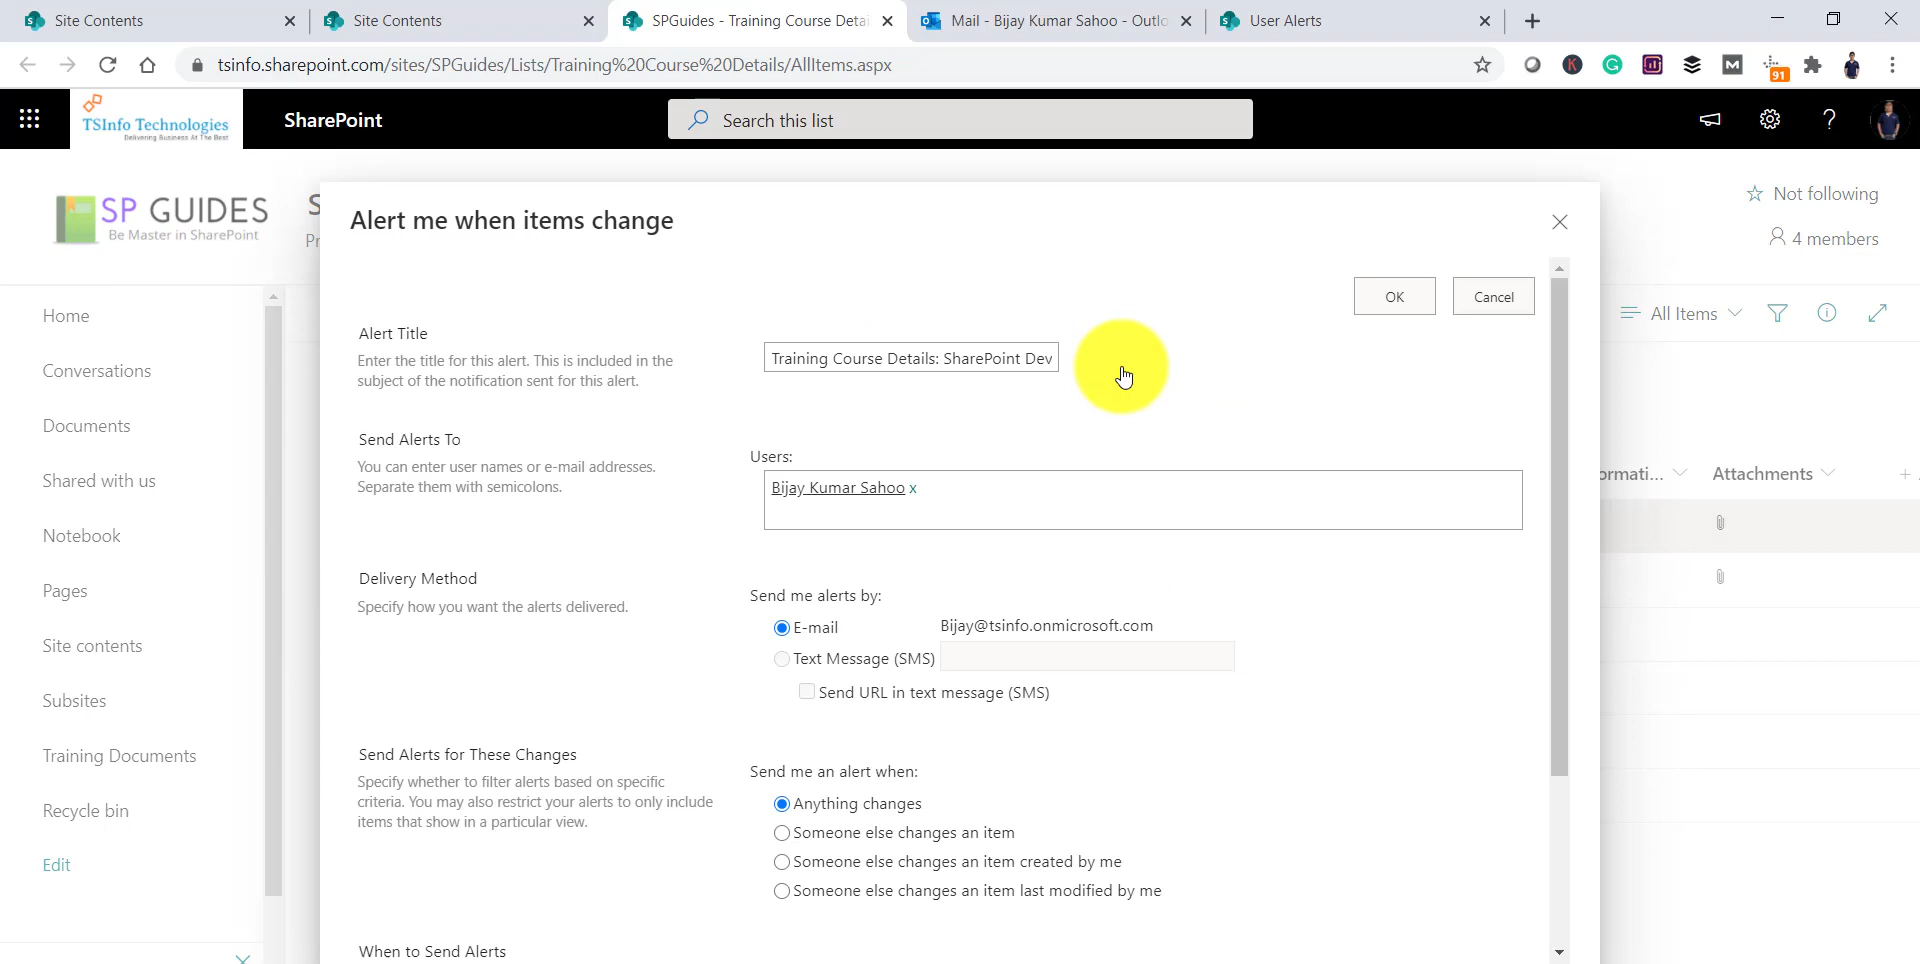 Site Contents
Site Contents
SPGuides - Training Course Detai
Mail - Bijay Kumar Sahoo - Outlo
User Alerts
tsinfo.sharepoint.com/sites/SPGuides/Lists/Training%20Course%20Details/AllItems.aspx
91
TSInfo Technologies
Delivering Business At The Best
SharePoint
Search this list
SP GUIDES
Be Master in SharePoint
S
Pr
Not following
4 members
Alert me when items change
OK
Cancel
Home
Conversations
Documents
Shared with us
Notebook
Pages
Site contents
Subsites
Training Documents
Recycle bin
Edit
All Items
ormati...
Attachments
Alert Title
Enter the title for this alert. This is included in the
subject of the notification sent for this alert.
Training Course Details: SharePoint Dev
Send Alerts To
You can enter user names or e-mail addresses.
Separate them with semicolons.
Users:
Bijay Kumar Sahoo x
Delivery Method
Specify how you want the alerts delivered.
Send me alerts by:
E-mail
Bijay@tsinfo.onmicrosoft.com
Text Message (SMS)
Send URL in text message (SMS)
Send Alerts for These Changes
Specify whether to filter alerts based on specific
criteria. You may also restrict your alerts to only include
items that show in a particular view.
Send me an alert when:
Anything changes
Someone else changes an item
Someone else changes an item created by me
Someone else changes an item last modified by me
When to Send Alerts